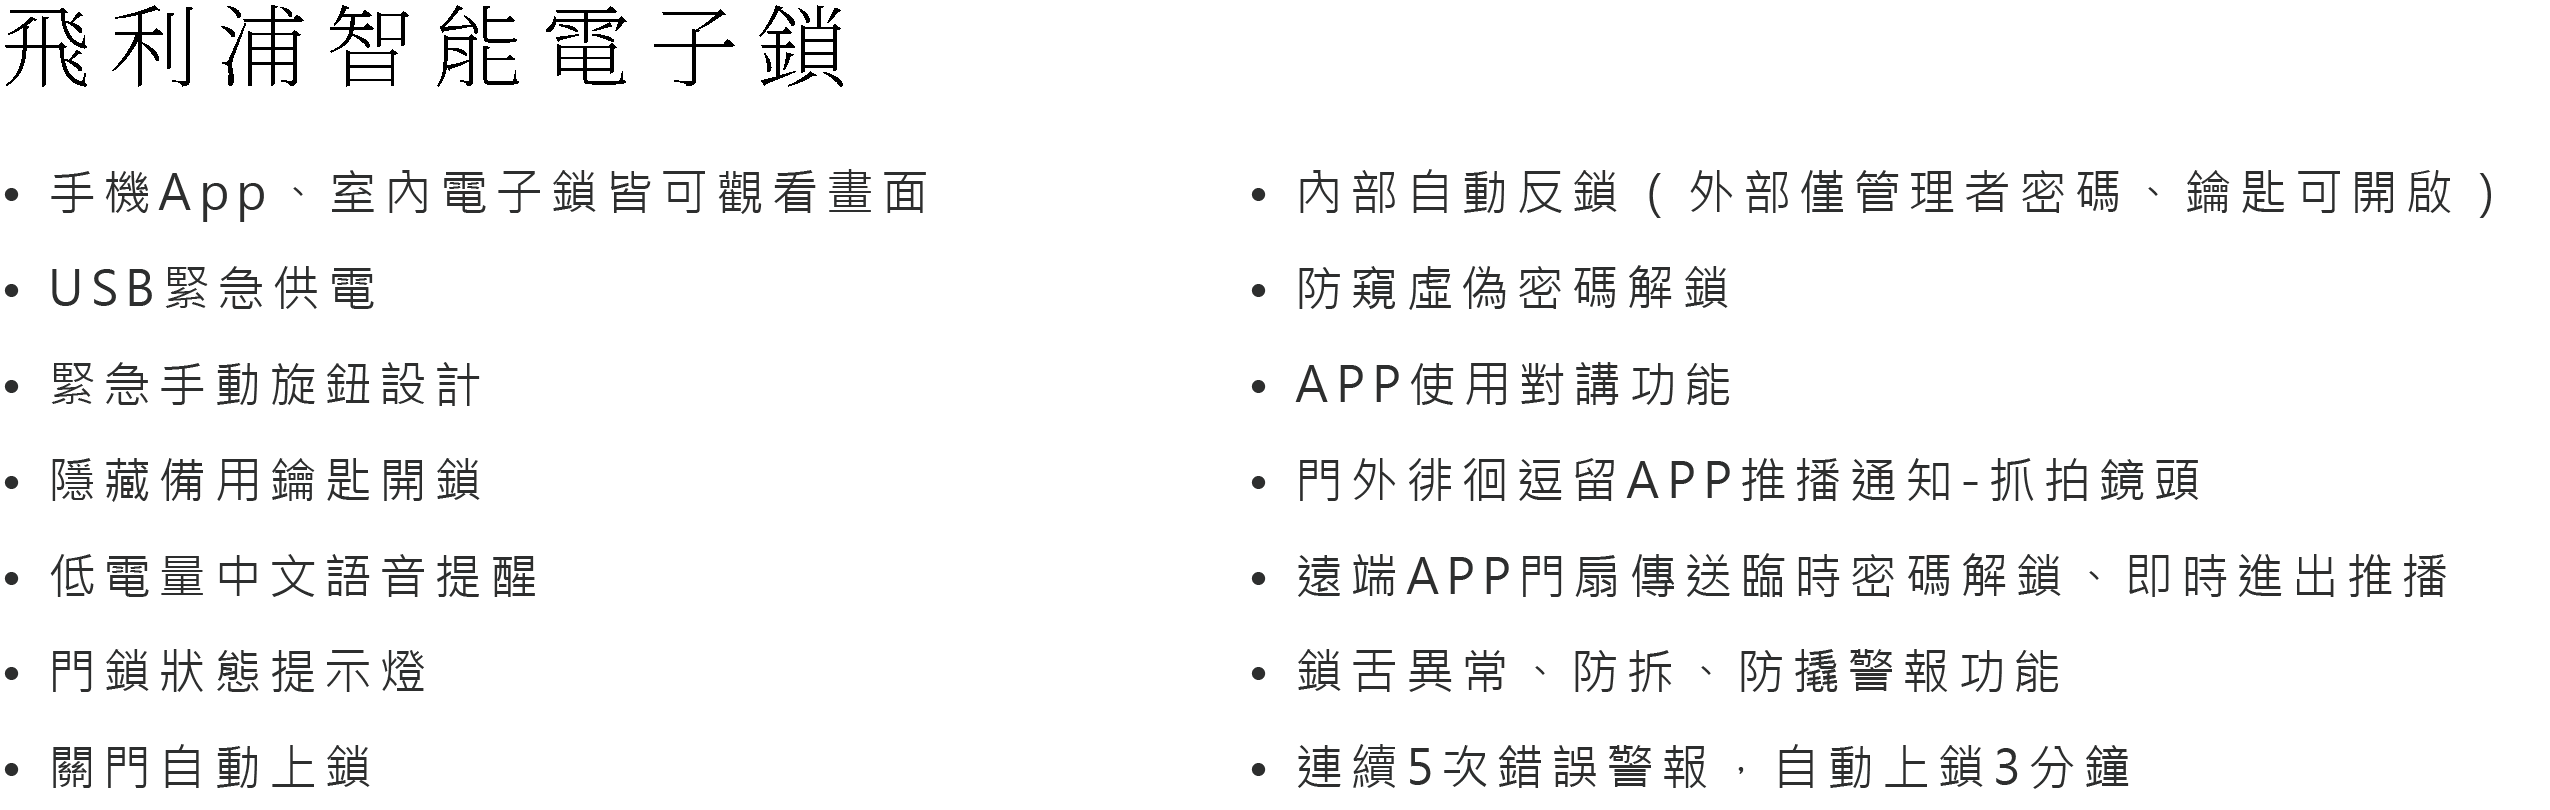 飛利浦智能電子鎖
• 手機App、室內電子鎖皆可觀看畫面
• USB緊急供電
• 緊急手動旋鈕設計
• 隱藏備用鑰匙開鎖
• 低電量中文語音提醒
• 門鎖狀態提示燈
• 關門自動上鎖
• 內部自動反鎖（外部僅管理者密碼、鑰匙可開啟）
• 防窺虛偽密碼解鎖
• APP使用對講功能
• 門外徘徊逗留APP推播通知-抓拍鏡頭
• 遠端APP門扇傳送臨時密碼解鎖、即時進出推播
• 鎖舌異常、防拆、防撬警報功能
• 連續5次錯誤警報，自動上鎖3分鐘